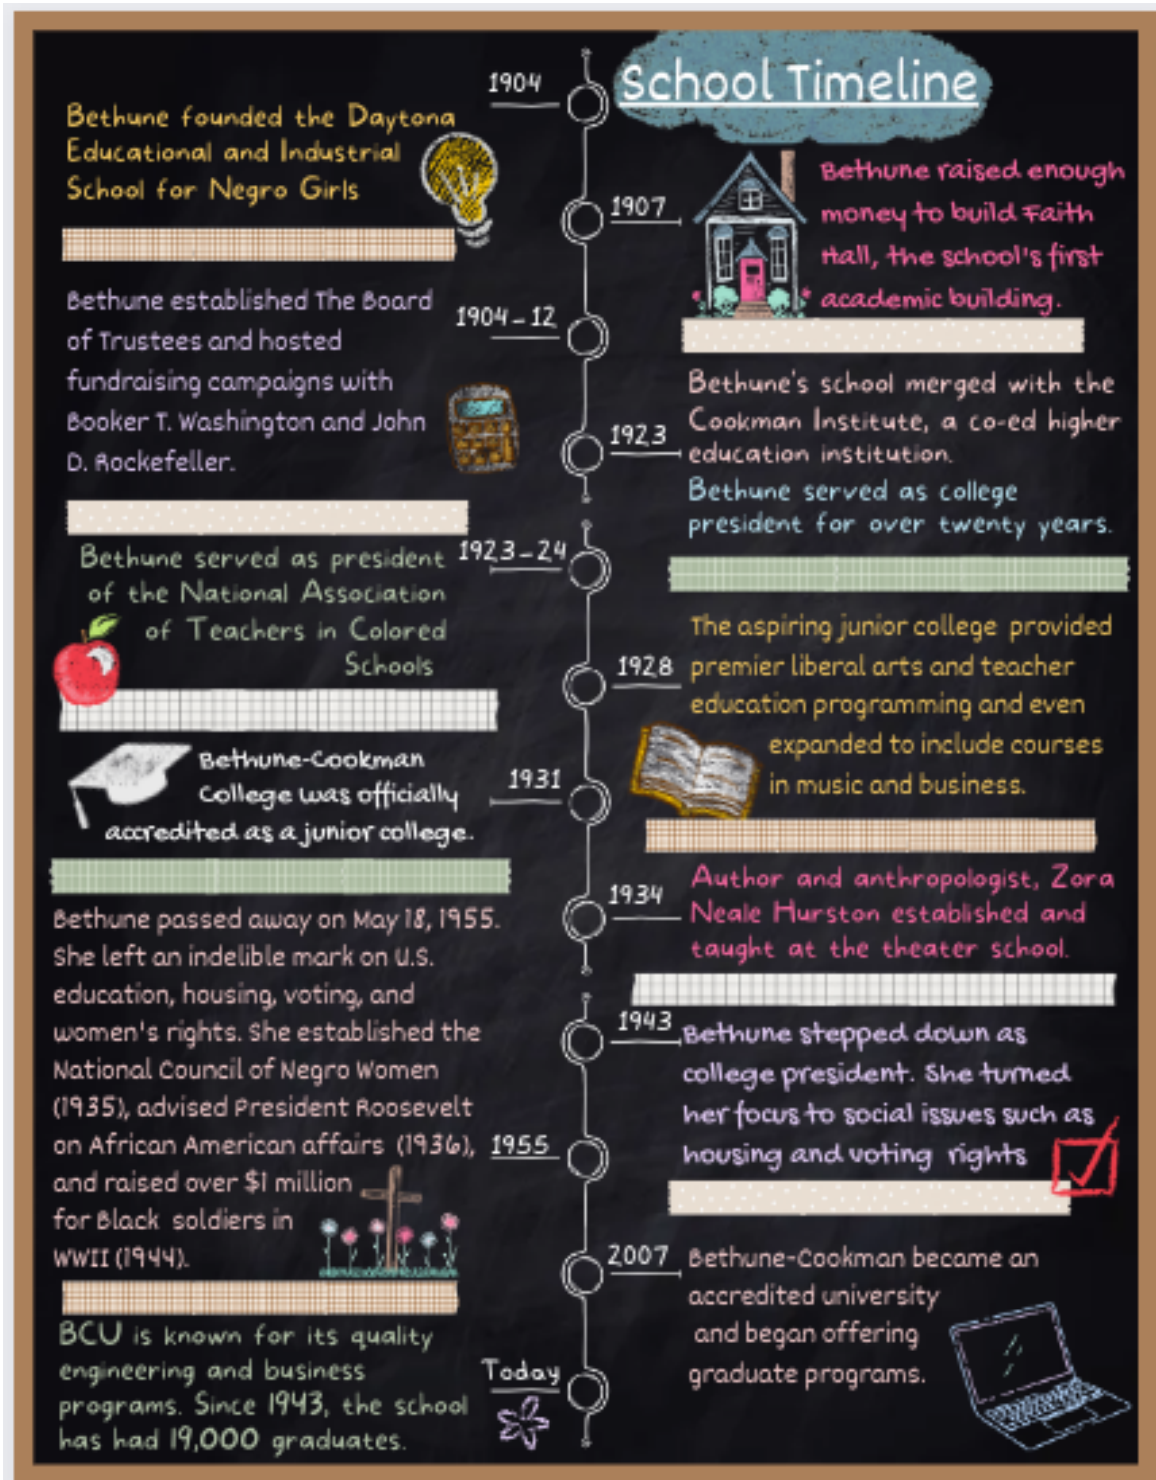 School Timeline
1904
Bethune founded the Daytona
Educational and Industrial
School for Negro Girls
1907
Bethune raised enough
money to build Faith
Hall, the school's first
academic building.
1904-12
Bethune established The Board
of Trustees and hosted
fundraising campaigns with
Booker T. Washington and John
D. Rockefeller.
1923
Bethune's school merged with the
Cookman Institute, a co-ed higher
education institution.
Bethune served as college
president for over twenty years.
1923-24
Bethune served as president
of the National Association
of Teachers in Colored
Schools
1928
The aspiring junior college provided
premier liberal arts and teacher
education programming and even
expanded to include courses
in music and business.
1931
Bethune-Cookman
College was officially
accredited as a junior college.
1934
Author and anthropologist, Zora
Neale Hurston established and
taught at the theater school.
1943
Bethune stepped down as
college president. She turned
her focus to social issues such as
housing and voting rights
1955
Bethune passed away on May 18, 1955.
She left an indelible mark on U.S.
education, housing, voting, and
women's rights. She established the
National Council of Negro Women
(1935), advised President Roosevelt
on African American affairs (1936),
and raised over $1 million
for Black soldiers in
WWII (1944).
2007
Bethune-Cookman became an
accredited university
and began offering
graduate programs.
Today
BCU is known for its quality
engineering and business
programs. Since 1943, the school
has had 19,000 graduates.